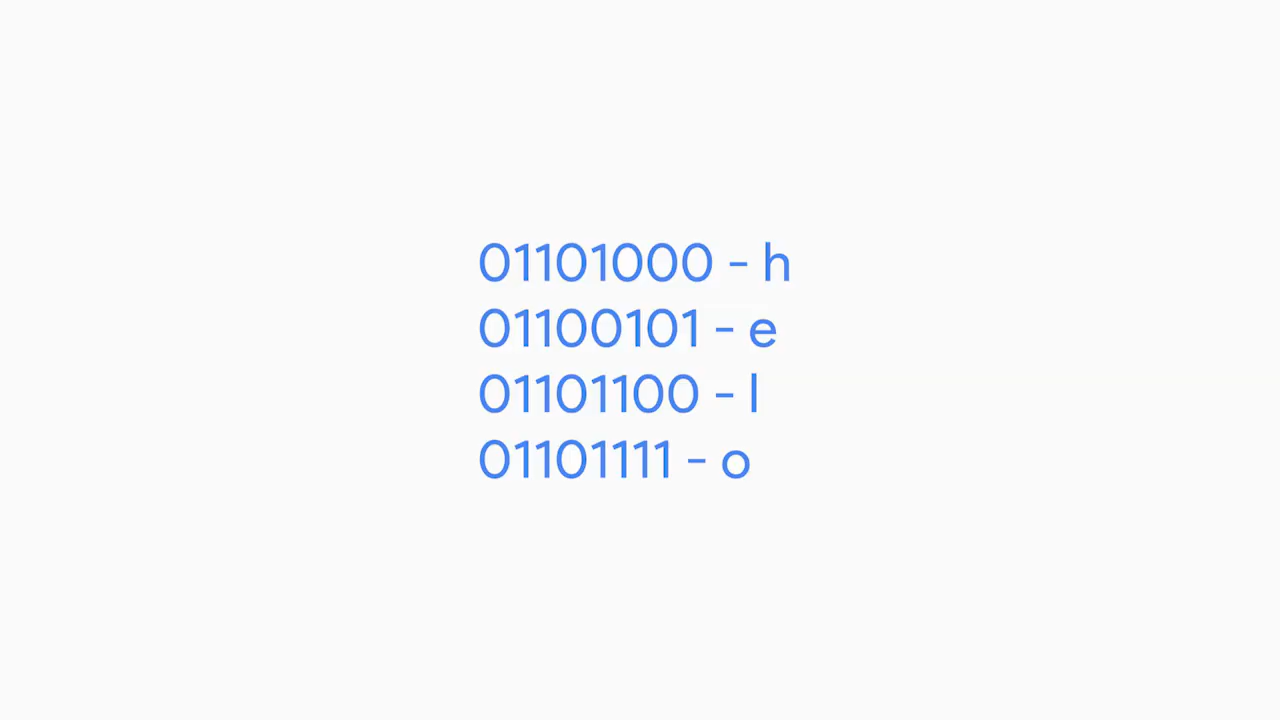 01101000 - h
01100101 - e
01101100 - l
01101111 - o